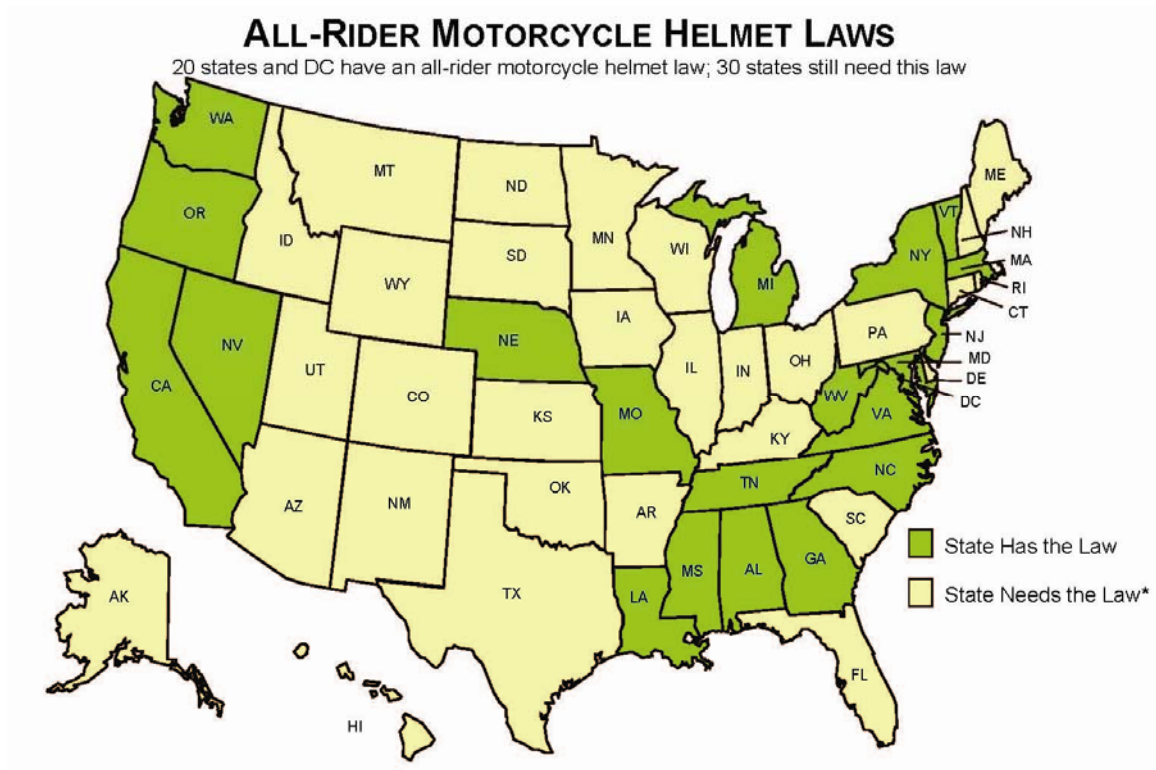 ALL-RIDER MOTORCYCLE HELMET LAWS
20 states and DC have an all-rider motorcycle helmet law; 30 states still need this law
WA
MT
ND
ME
OR
ID
MN
VT
NH
SD
WI
NY
MA
WY
MI
RI
CT
IA
NE
PA
NJ
NV
UT
IL
IN
OH
MD
DE
CA
CO
WV
DC
KS
MO
VA
KY
NC
TN
OK
AZ
NM
AR
SC
State Has the Law
GA
MS
AL
AK
TX
LA
State Needs the Law*
FL
HI